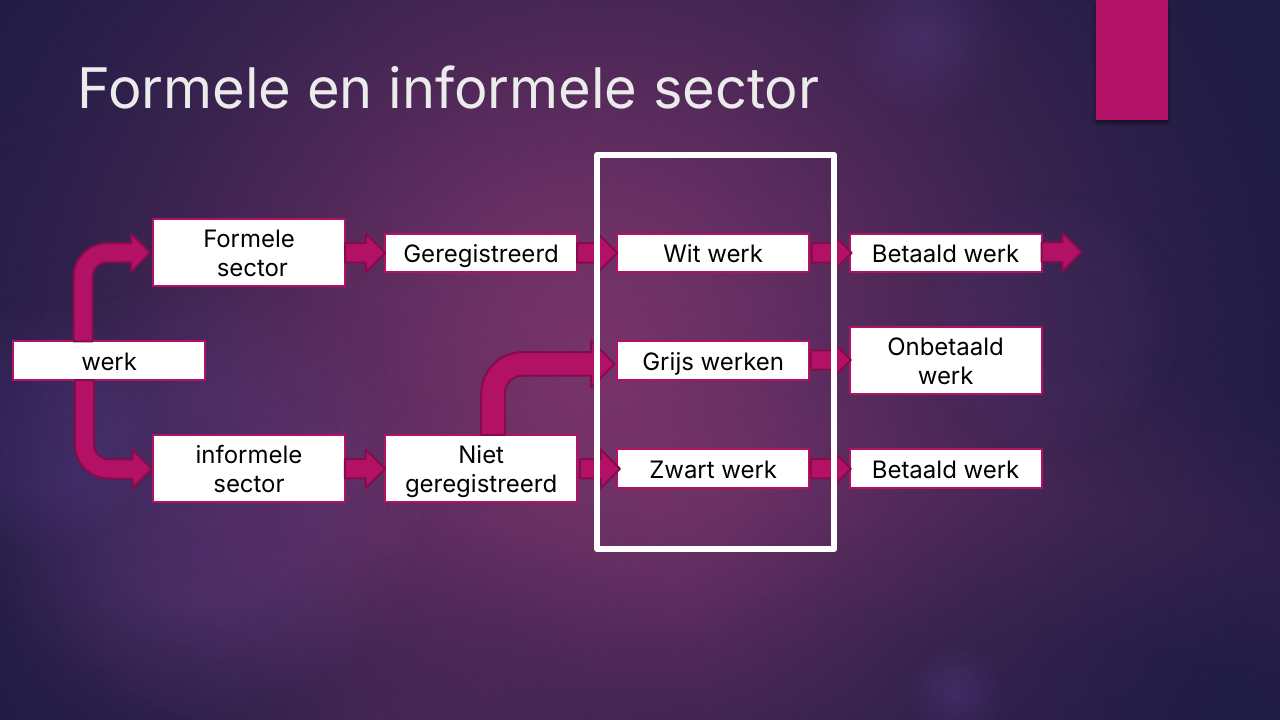 Formele en informele sector
Formele
sector
Geregistreerd
Wit werk
Betaald werk
werk
Grijs werken
Onbetaald
werk
informele
sector
Niet
geregistreerd
Zwart werk
Betaald werk